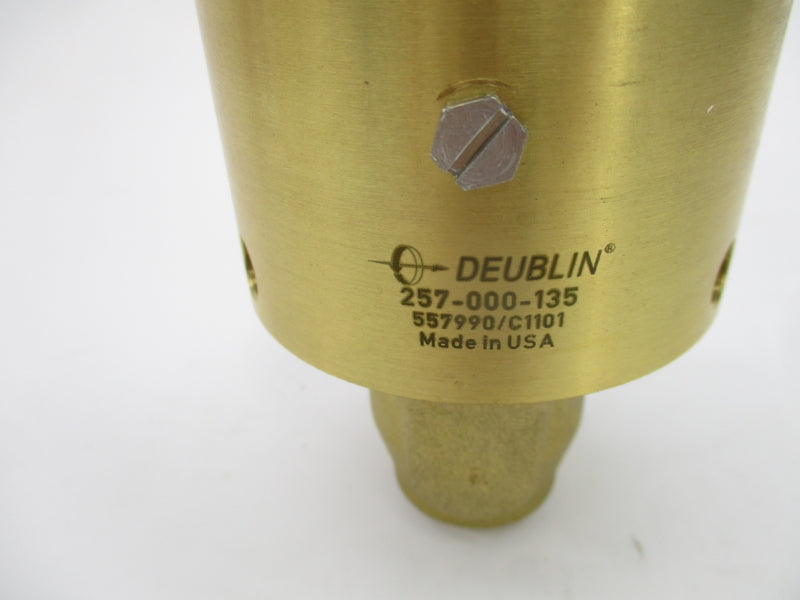 DEUBLIN®
257-000-135
557990/C1101
Made in USA